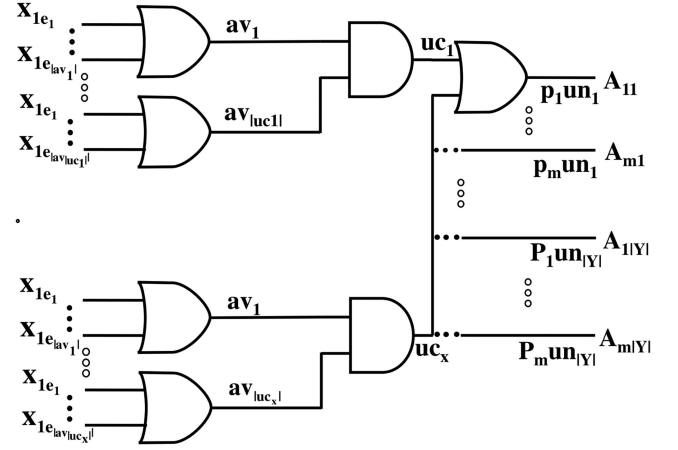 x1e1
av1
uc1
x1e|av1|
p1un1 A11
x1e1
av|uc1|
x1e|av|uc1||
pmun1 Am1
P1un|Y| A1|Y|
x1e1
av1
x1e|av1|
ucx
Pmun|Y| Am|Y|
x1e1
av|ucx|
x1e|av|ucx||